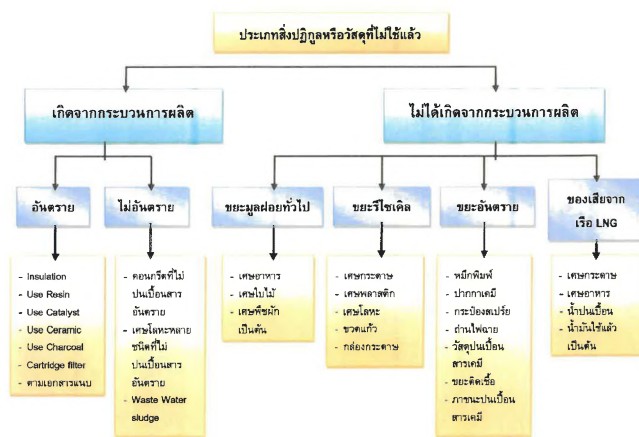 ประเภทสิ่งปฏิกูลหรือวัสดุที่ไม่ใช้แล้ว
เกิดจากกระบวนการผลิต
ไม่ได้เกิดจากกระบวนการผลิต
อันตราย
ไม่อันตราย
ขยะมูลฝอยทั่วไป
ขยะรีไซเคิล
ขยะอันตราย
ของเสียจาก
เรือ LNG
- Insulation
- Use Resin
- Use Catalyst
- Use Ceramic
- Use Charcoal
- Cartridge filter
- ตามเอกสารแนบ
- คอนกรีตที่ไม่
ปนเปื้อนสาร
อันตราย
- เศษโลหะหลาย
ชนิดที่ไม่
ปนเปื้อนสาร
อันตราย
- Waste Water
sludge
- เศษอาหาร
- เศษใบไม้
- เศษพืชผัก
เป็นต้น
- เศษกระดาษ
- เศษพลาสติก
- เศษโลหะ
- ขวดแก้ว
- กล่องกระดาษ
- หมึกพิมพ์
- ปากกาเคมี
- กระป๋องสเปร์ย
- ถ่านไฟฉาย
- วัสดุปนเปื้อน
สารเคมี
- ขยะติดเชื้อ
- ภาชนะปนเปื้อน
สารเคมี
- เศษกระดาษ
- เศษอาหาร
- น้ำปนเปื้อน
- น้ำมันใช้แล้ว
เป็นต้น